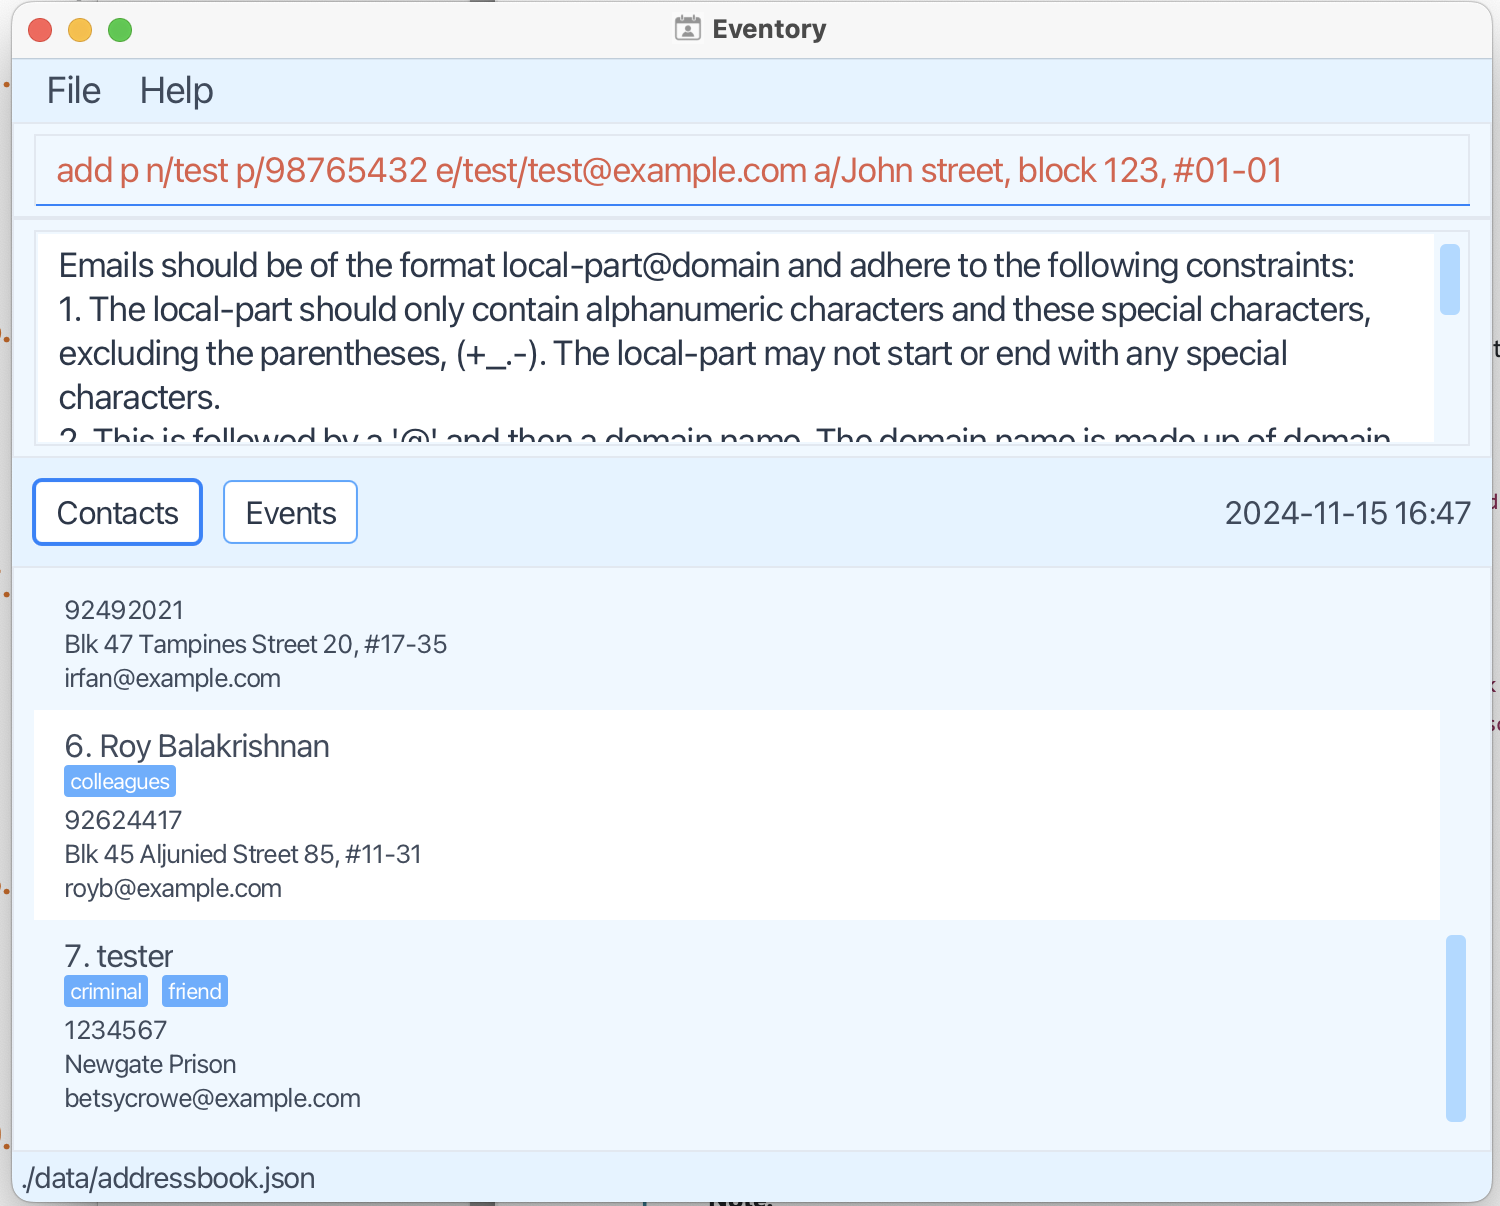 Eventory
File Help
add p n/test p/98765432 e/test/test@example.com a/John street, block 123, #01-01
Emails should be of the format local-part@domain and adhere to the following constraints:
1. The local-part should only contain alphanumeric characters and these special characters,
excluding the parentheses, (+_.-). The local-part may not start or end with any special
characters.
2. This is followed by a '@' and then a domain name. The domain name is made up of domain
Contacts Events 2024-11-15 16:47
92492021
Blk 47 Tampines Street 20, #17-35
irfan@example.com
6. Roy Balakrishnan
colleagues
92624417
Blk 45 Aljunied Street 85, #11-31
royb@example.com
7. tester
criminal friend
1234567
Newgate Prison
betsycrowe@example.com
./data/addressbook.json